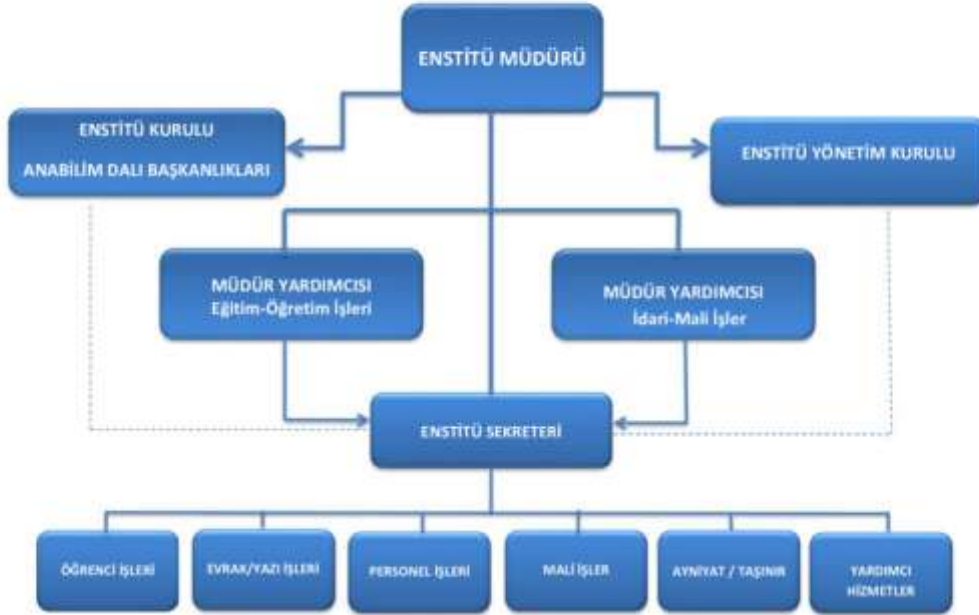 ENSTİTÜ MÜDÜRÜ
ENSTİTÜ KURULU
ANABİLİM DALI BAŞKANLIKLARI
ENSTİTÜ YÖNETİM KURULU
MÜDÜR YARDIMCISI
Eğitim-Öğretim İşleri
MÜDÜR YARDIMCISI
İdari-Mali İşler
ENSTİTÜ SEKRETERİ
ÖĞRENCİ İŞLERİ
EVRAK/YAZI İŞLERİ
PERSONEL İŞLERİ
MALİ İŞLER
AYNİYAT / TAŞINIR
YARDIMCI
HİZMETLER